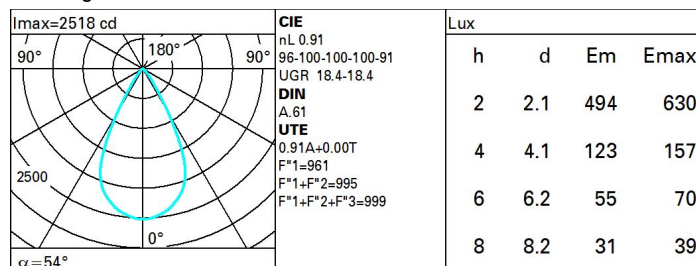 Imax=2518 cd
90° 180° 90°
2500
0°
α=54°
CIE
nL 0.91
96-100-100-100-91
UGR 18.4-18.4
DIN
A.61
UTE
0.91A+0.00T
F"1=961
F"1+F"2=995
F"1+F"2+F"3=999
Lux
h d Em Emax
2 2.1 494 630
4 4.1 123 157
6 6.2 55 70
8 8.2 31 39